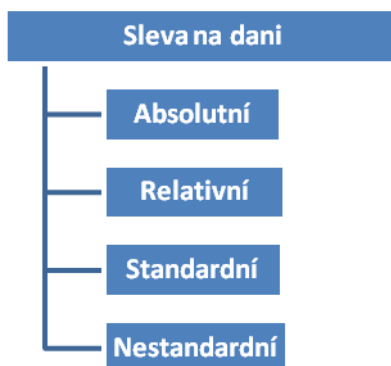 Sleva na dani
Absolutní
Relativní
Standardní
Nestandardní